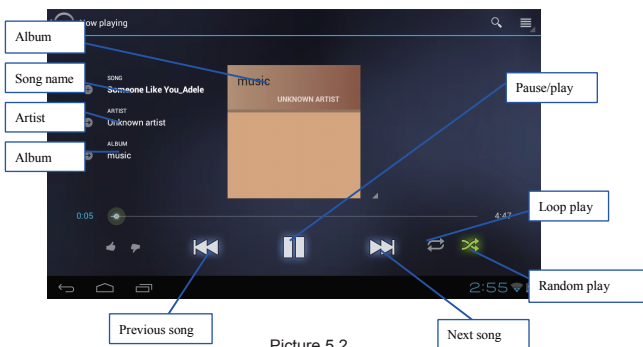 Now playing
Album
Song name
SONG
Someone Like You_Adele
Artist
ARTIST
Unknown artist
Album
ALBUM
music
music
UNKNOWN ARTIST
Pause/play
0:05
4:47
Loop play
Random play
2:55
Previous song
Next song
Picture 5.2